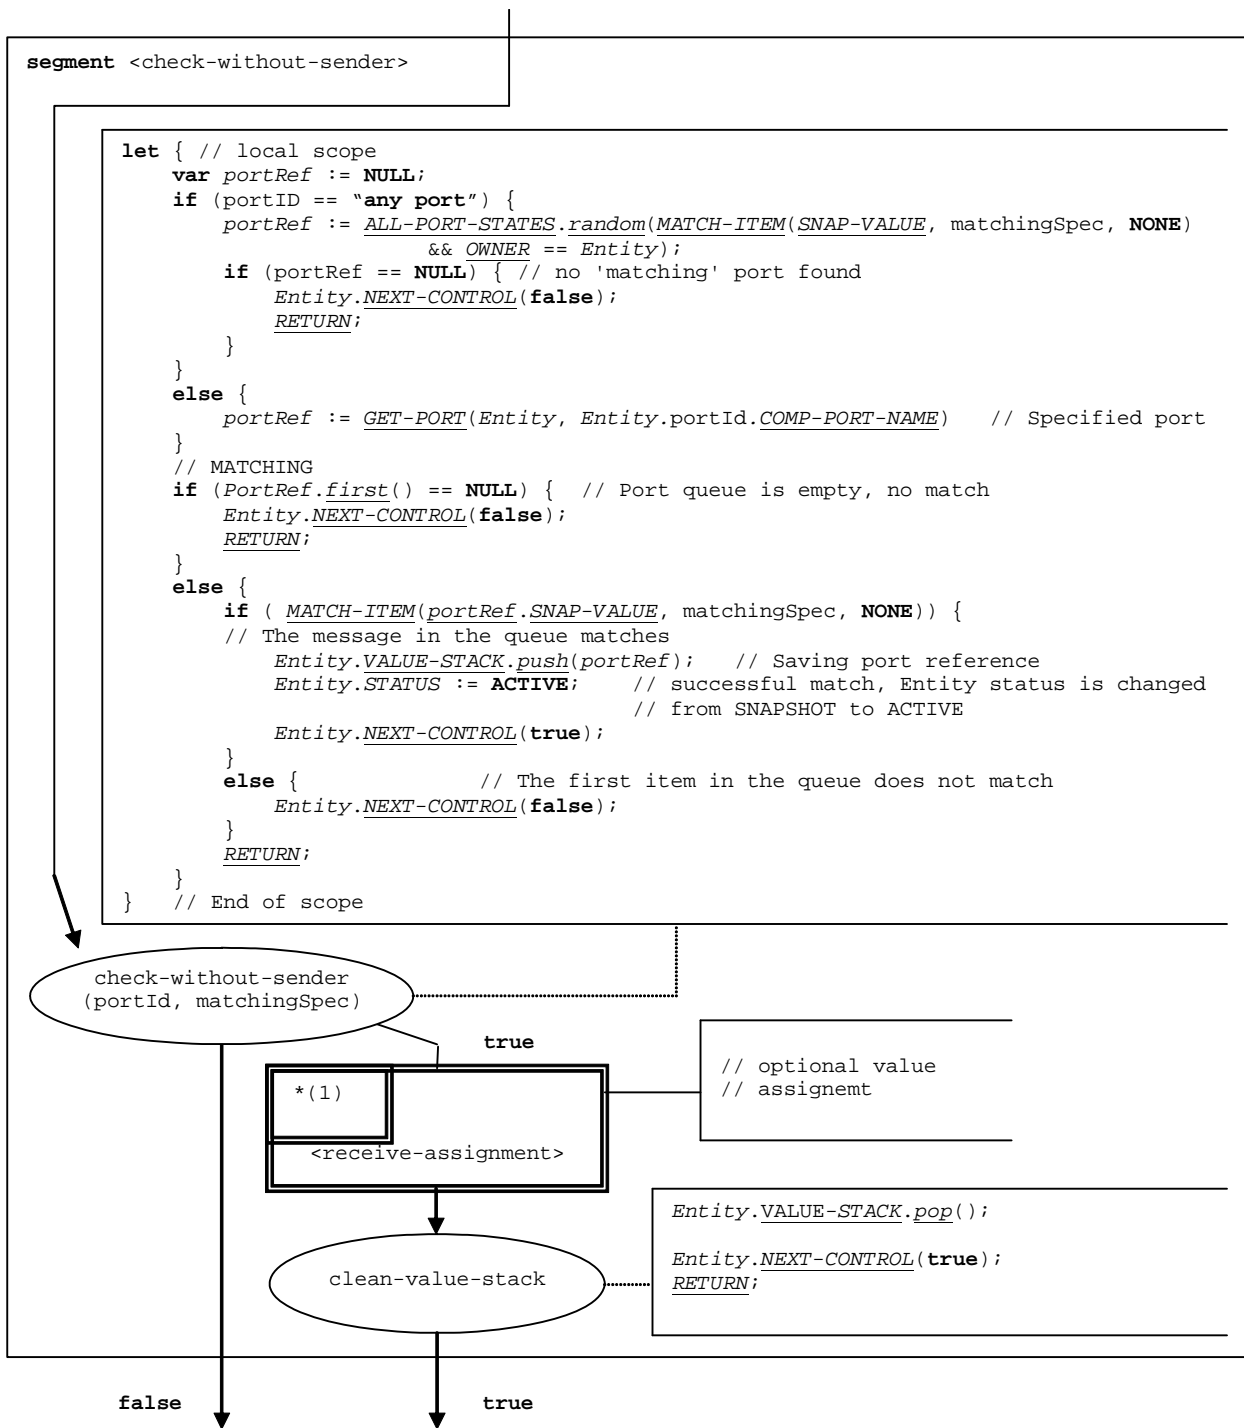 segment <check-without-sender>
let { // local scope
var portRef := NULL;
if (portID == “any port”) {
portRef := ALL-PORT-STATES.random(MATCH-ITEM(SNAP-VALUE, matchingSpec, NONE)
&& OWNER == Entity);
if (portRef == NULL) { // no 'matching' port found
Entity.NEXT-CONTROL(false);
RETURN;
}
}
else {
portRef := GET-PORT(Entity, Entity.portId.COMP-PORT-NAME) // Specified port
}
// MATCHING
if (PortRef.first() == NULL) { // Port queue is empty, no match
Entity.NEXT-CONTROL(false);
RETURN;
}
else {
if ( MATCH-ITEM(portRef.SNAP-VALUE, matchingSpec, NONE)) {
// The message in the queue matches
Entity.VALUE-STACK.push(portRef); // Saving port reference
Entity.STATUS := ACTIVE; // successful match, Entity status is changed
// from SNAPSHOT to ACTIVE
Entity.NEXT-CONTROL(true);
}
else { // The first item in the queue does not match
Entity.NEXT-CONTROL(false);
}
RETURN;
}
} // End of scope
check-without-sender
(portId, matchingSpec)
true
// optional value
// assignemt
*(1)
<receive-assignment>
Entity.VALUE-STACK.pop();
Entity.NEXT-CONTROL(true);
RETURN;
clean-value-stack
false
true